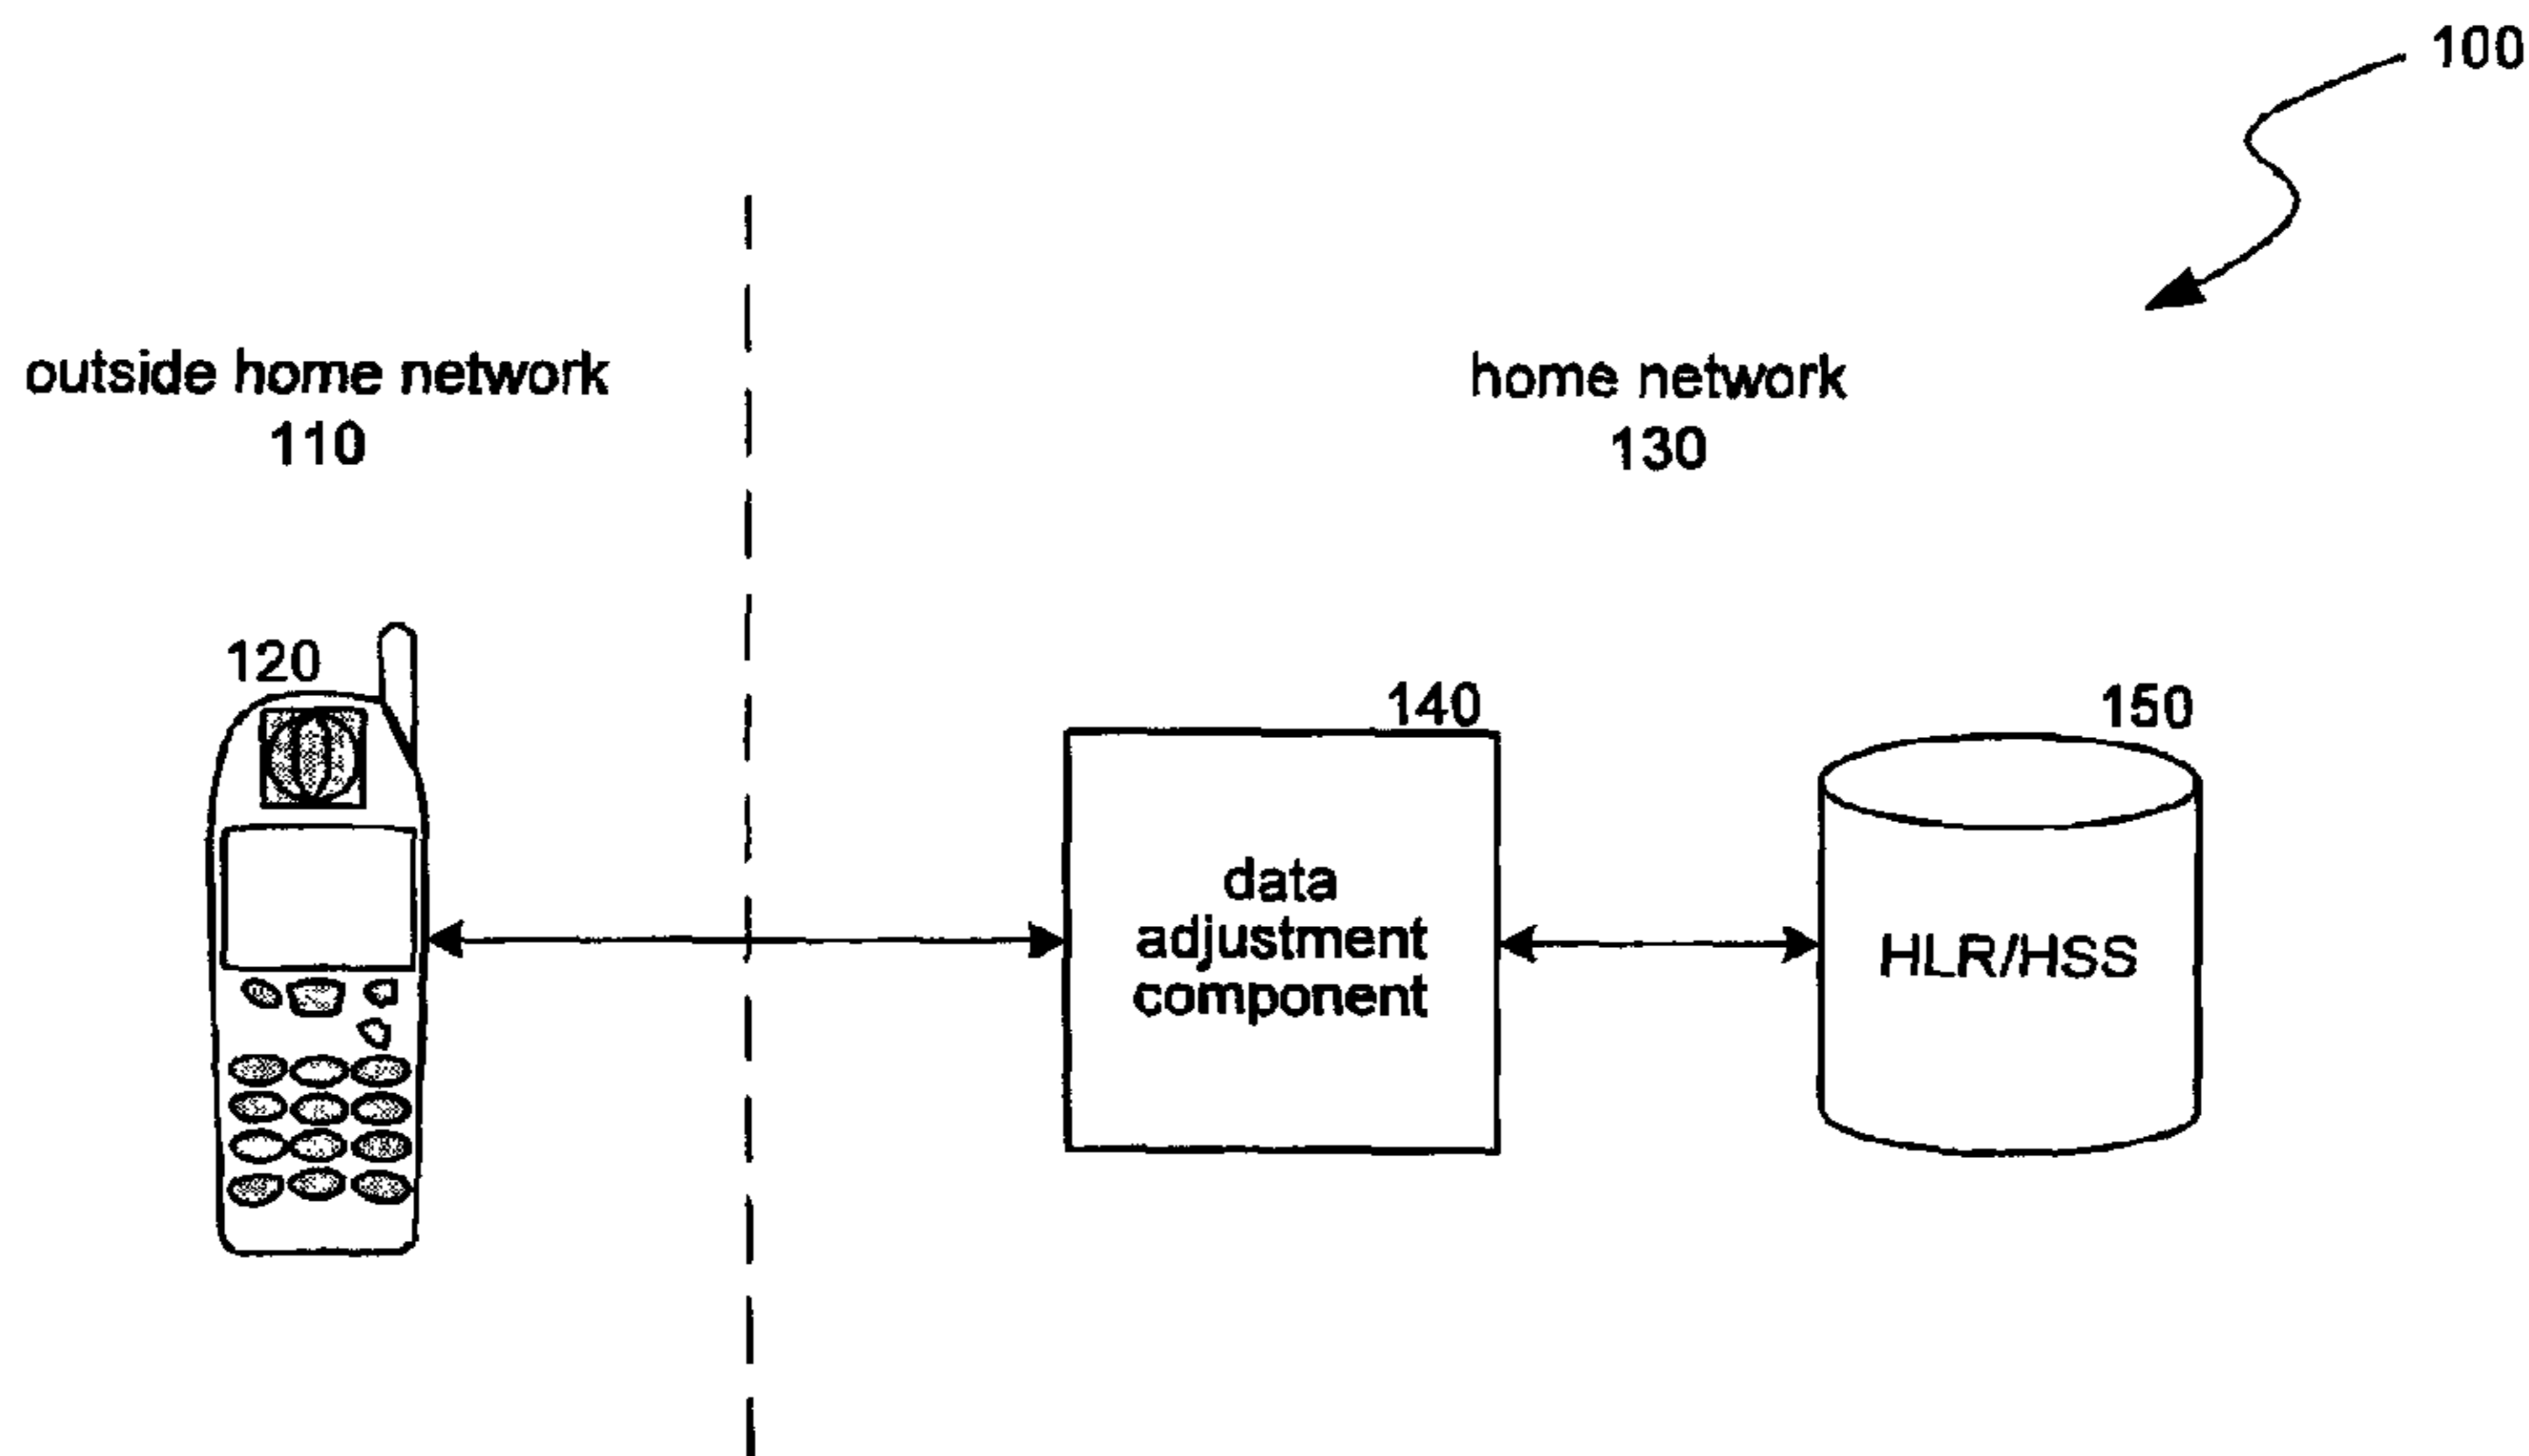 100
outside home network
110
home network
130
120
140
150
data
adjustment
component
HLR/HSS